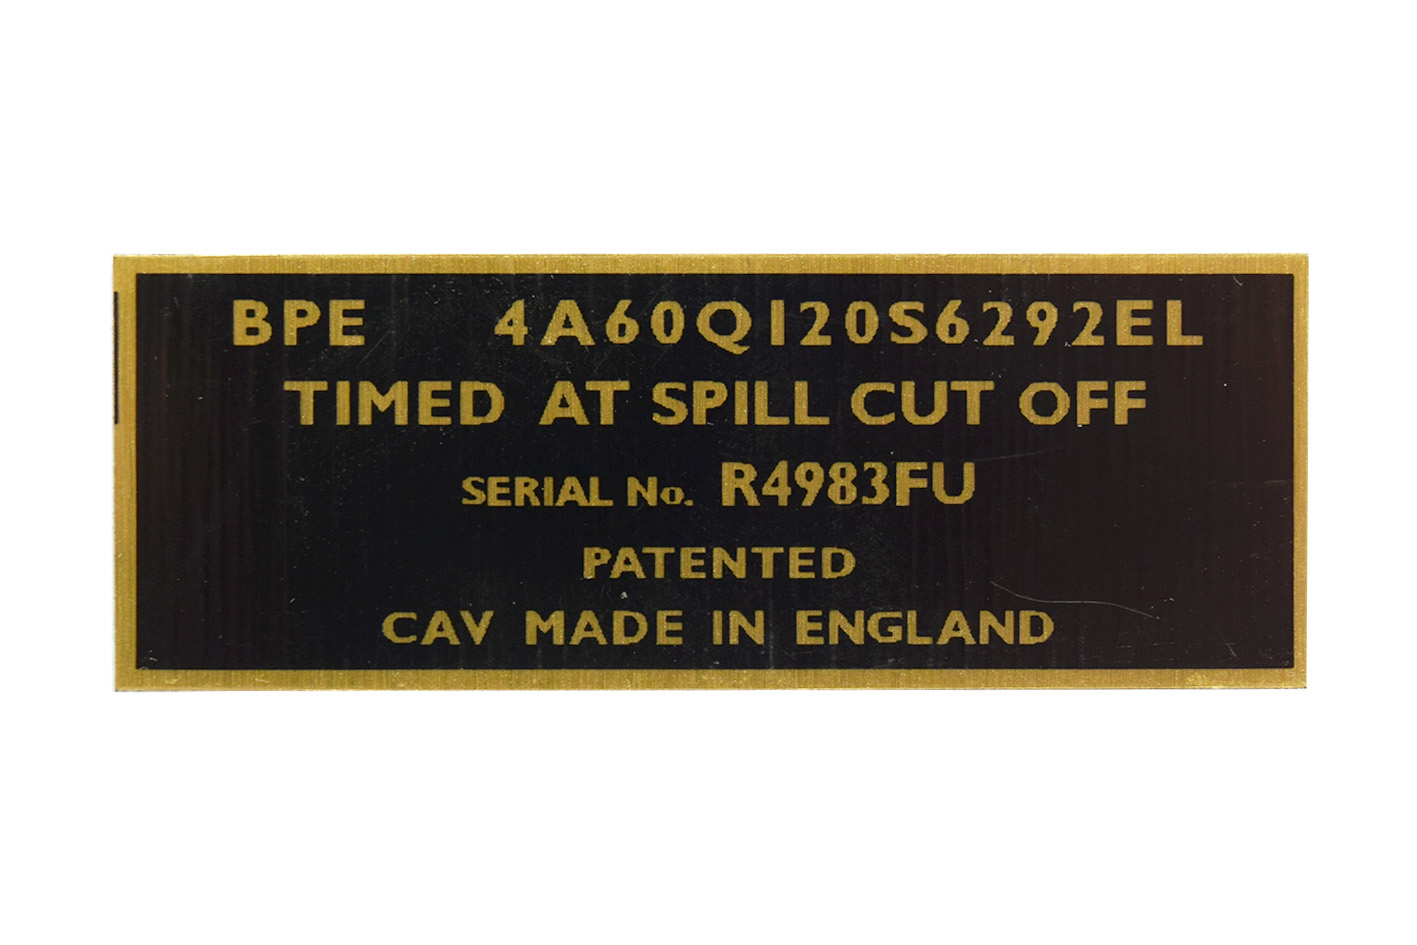 BPE 4A60Q120S6292EL
TIMED AT SPILL CUT OFF
SERIAL No. R4983FU
PATENTED
CAV MADE IN ENGLAND